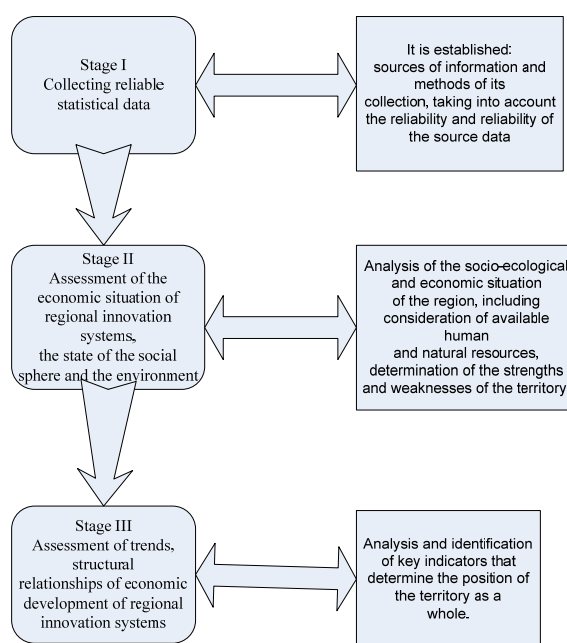 Stage I
Collecting reliable
statistical data
It is established:
sources of information and
methods of its
collection, taking into account
the reliability and reliability of
the source data
Stage II
Assessment of the
economic situation of
regional innovation
systems,
the state of the social
sphere and the environment
Analysis of the socio-ecological
and economic situation
of the region, including
consideration of available
human
and natural resources,
determination of the strengths
and weaknesses of the territory
Stage III
Assessment of trends,
structural
relationships of economic
development of regional
innovation systems
Analysis and identification
of key indicators that
determine the position of
the territory as a
whole.